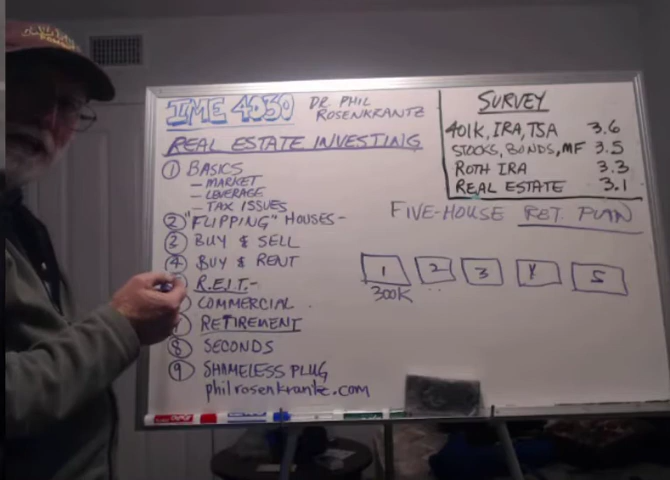 IME 4030 DR PHIL
ROSENKRANTZ
REAL ESTATE INVESTING
① BASICS
– MARKET
– LEVERAGE
– TAX ISSUES
② "FLIPPING" HOUSES –
③ BUY & SELL
④ BUY & RENT
R.E.I.T. –
COMMERCIAL
RETIREMENT
⑧ SECONDS
⑨ SHAMELESS PLUG
philrosenkrantz.com
SURVEY
401K, IRA, TSA 3.6
STOCKS, BONDS, MF 3.5
ROTH IRA 3.3
REAL ESTATE 3.1
FIVE-HOUSE RET. PLAN
1 2 3 4 5
300K